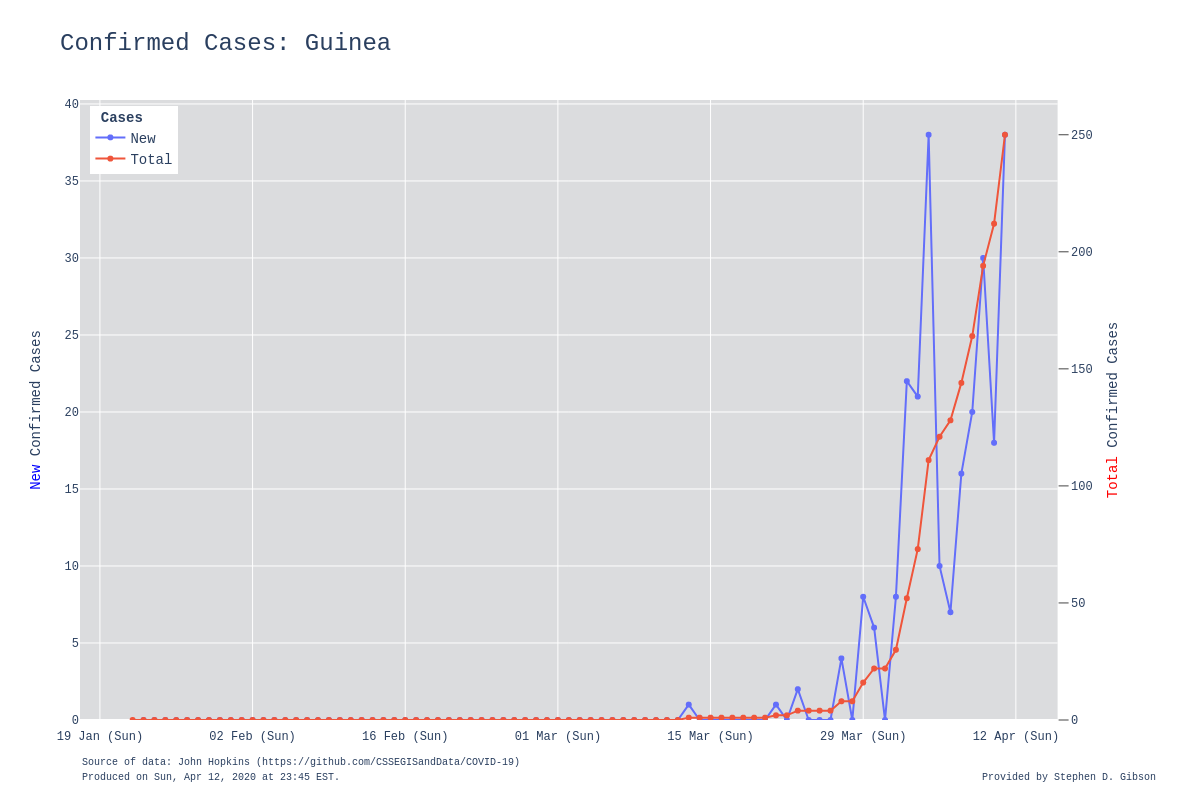 Confirmed Cases: Guinea
Cases
New
Total
40
35
30
25
20
15
10
5
0
250
200
150
100
50
0
New Confirmed Cases
Total Confirmed Cases
19 Jan (Sun) 02 Feb (Sun) 16 Feb (Sun) 01 Mar (Sun) 15 Mar (Sun) 29 Mar (Sun) 12 Apr (Sun)
Source of data: John Hopkins (https://github.com/CSSEGISandData/COVID-19)
Produced on Sun, Apr 12, 2020 at 23:45 EST.
Provided by Stephen D. Gibson